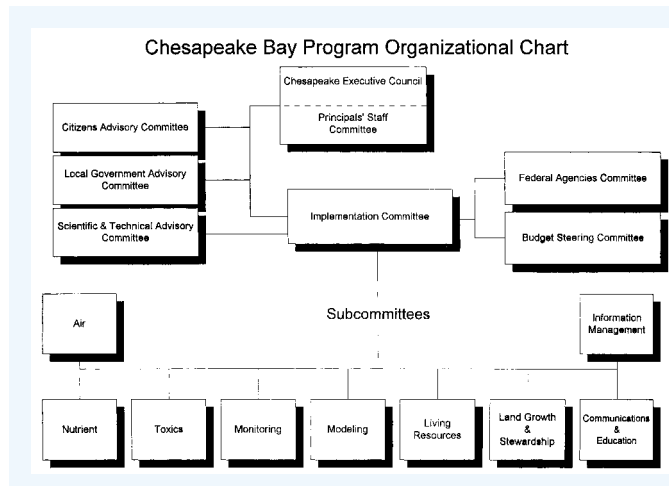 Chesapeake Bay Program Organizational Chart
Chesapeake Executive Council
Principals' Staff
Committee
Citizens Advisory Committee
Local Government Advisory
Committee
Scientific & Technical Advisory
Committee
Implementation Committee
Federal Agencies Committee
Budget Steering Committee
Subcommittees
Air
Information
Management
Nutrient
Toxics
Monitoring
Modeling
Living
Resources
Land Growth
&
Stewardship
Communications
&
Education